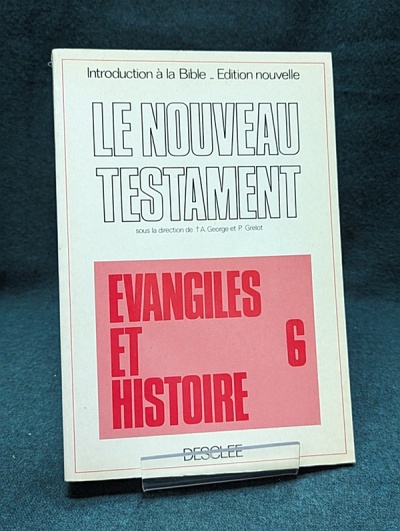 Introduction à la Bible _ Edition nouvelle
LE NOUVEAU
TESTAMENT
sous la direction de † A. George et P. Grelot
EVANGILES
ET
HISTOIRE
6
DESCLEE